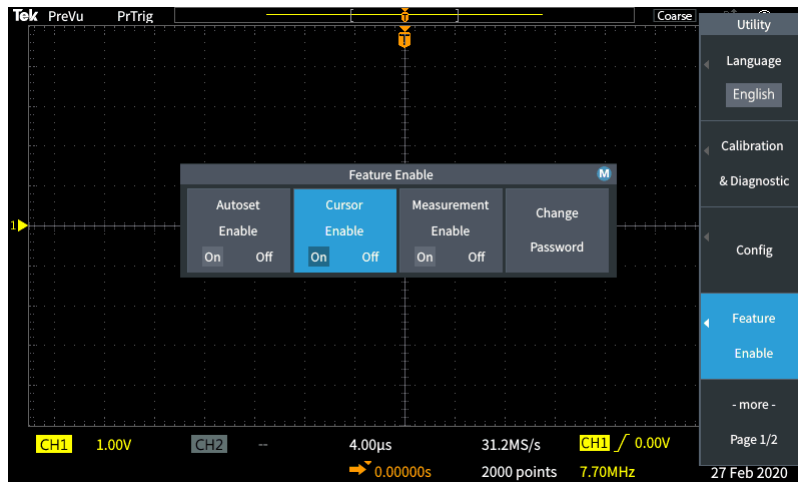 Tek PreVu PrTrig Coarse
Utility
T
Language
English
Calibration
& Diagnostic
Feature Enable M
Autoset
Enable
On Off
Cursor
Enable
On Off
Measurement
Enable
On Off
Change
Password
1
Config
Feature
Enable
- more -
Page 1/2
CH1 1.00V CH2 -- 4.00µs 31.2MS/s CH1 0.00V
0.00000s 2000 points 7.70MHz 27 Feb 2020